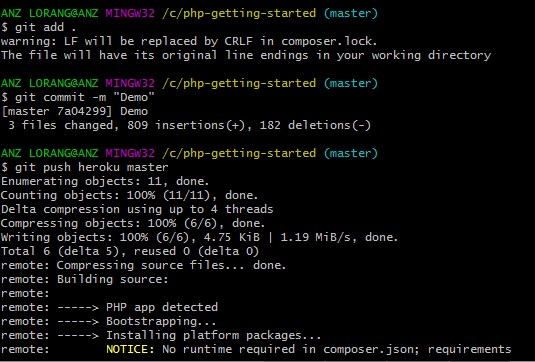 ANZ LORANG@ANZ MINGW32 /c/php-getting-started (master)
$ git add .
warning: LF will be replaced by CRLF in composer.lock.
The file will have its original line endings in your working directory
ANZ LORANG@ANZ MINGW32 /c/php-getting-started (master)
$ git commit -m "Demo"
[master 7a04299] Demo
 3 files changed, 809 insertions(+), 182 deletions(-)
ANZ LORANG@ANZ MINGW32 /c/php-getting-started (master)
$ git push heroku master
Enumerating objects: 11, done.
Counting objects: 100% (11/11), done.
Delta compression using up to 4 threads
Compressing objects: 100% (6/6), done.
Writing objects: 100% (6/6), 4.75 KiB | 1.19 MiB/s, done.
Total 6 (delta 5), reused 0 (delta 0)
remote: Compressing source files... done.
remote: Building source:
remote:
remote: -----> PHP app detected
remote: -----> Bootstrapping...
remote: -----> Installing platform packages...
remote:        NOTICE: No runtime required in composer.json; requirements